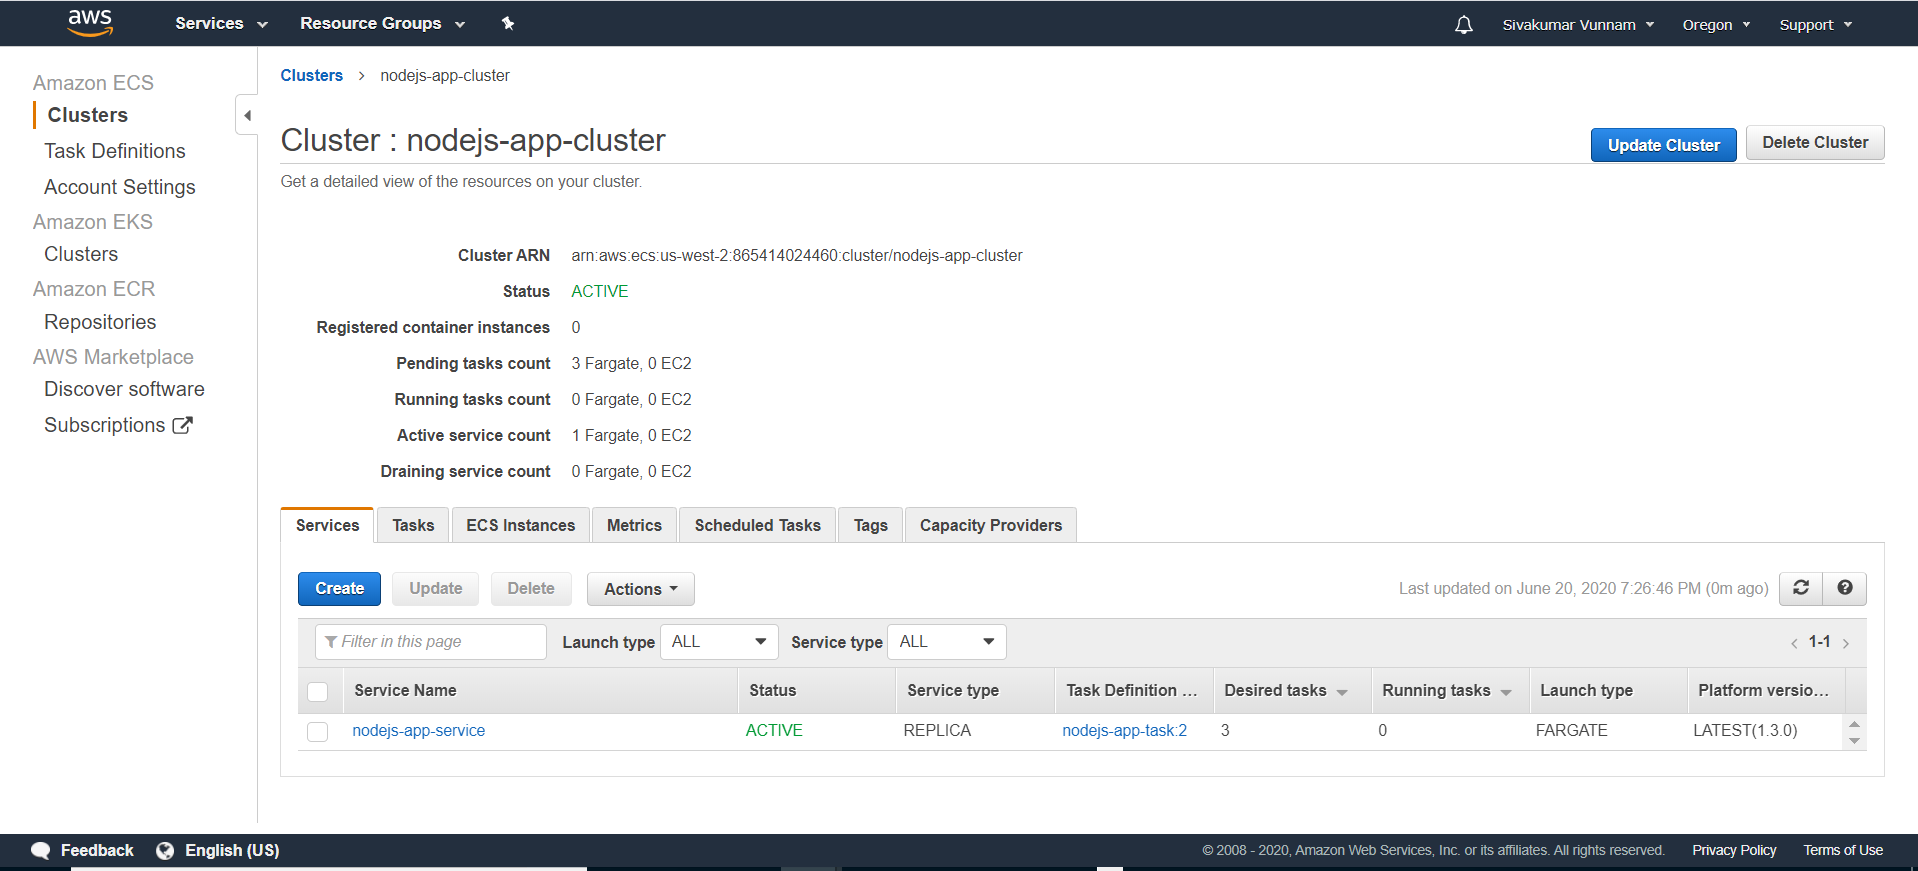 aws Services Resource Groups Sivakumar Vunnam Oregon Support
Amazon ECS
Clusters
Task Definitions
Account Settings
Amazon EKS
Clusters
Amazon ECR
Repositories
AWS Marketplace
Discover software
Subscriptions
Clusters > nodejs-app-cluster
Cluster : nodejs-app-cluster
Update Cluster Delete Cluster
Get a detailed view of the resources on your cluster.
Cluster ARN arn:aws:ecs:us-west-2:865414024460:cluster/nodejs-app-cluster
Status ACTIVE
Registered container instances 0
Pending tasks count 3 Fargate, 0 EC2
Running tasks count 0 Fargate, 0 EC2
Active service count 1 Fargate, 0 EC2
Draining service count 0 Fargate, 0 EC2
Services Tasks ECS Instances Metrics Scheduled Tasks Tags Capacity Providers
Create Update Delete Actions Last updated on June 20, 2020 7:26:46 PM (0m ago)
Filter in this page Launch type ALL Service type ALL < 1-1 >
Service Name Status Service type Task Definition ... Desired tasks Running tasks Launch type Platform versio...
nodejs-app-service ACTIVE REPLICA nodejs-app-task:2 3 0 FARGATE LATEST(1.3.0)
Feedback English (US) © 2008 - 2020, Amazon Web Services, Inc. or its affiliates. All rights reserved. Privacy Policy Terms of Use